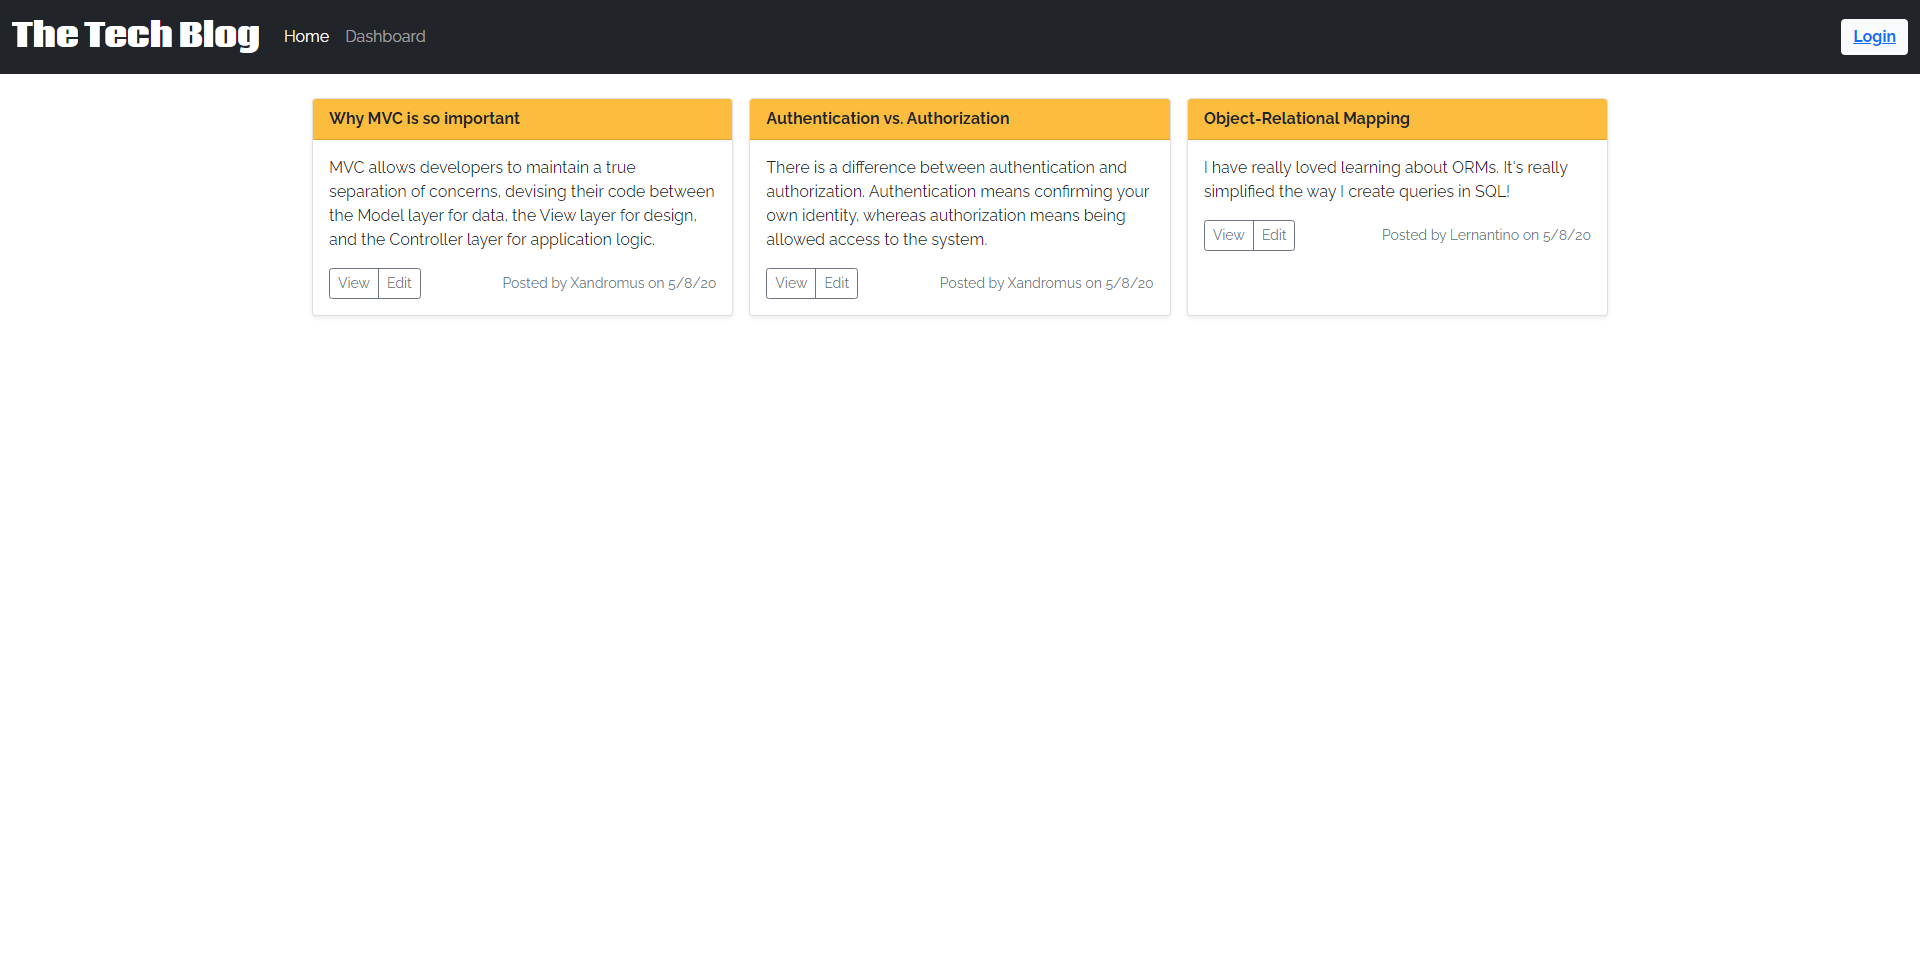 The Tech Blog Home Dashboard Login
Why MVC is so important
MVC allows developers to maintain a true
separation of concerns, devising their code between
the Model layer for data, the View layer for design,
and the Controller layer for application logic.
View Edit Posted by Xandromus on 5/8/20
Authentication vs. Authorization
There is a difference between authentication and
authorization. Authentication means confirming your
own identity, whereas authorization means being
allowed access to the system.
View Edit Posted by Xandromus on 5/8/20
Object-Relational Mapping
I have really loved learning about ORMs. It's really
simplified the way I create queries in SQL!
View Edit Posted by Lernantino on 5/8/20